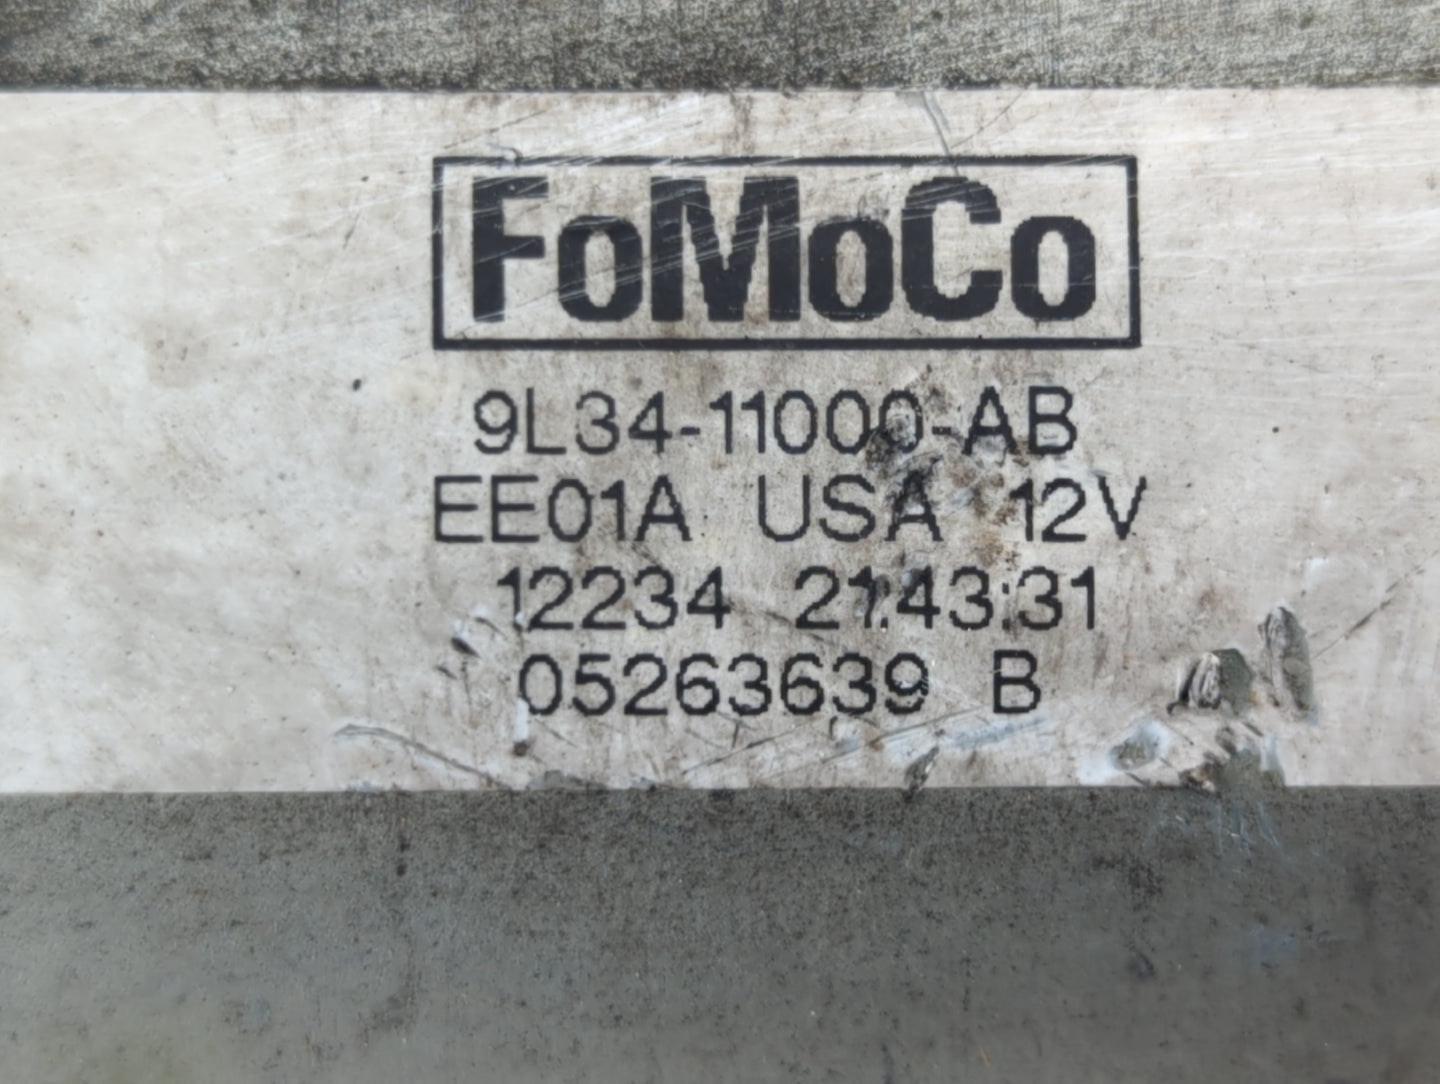 FoMoCo
9L34-11000-AB
EE01A USA 12V
12234 21:43:31
05263639 B